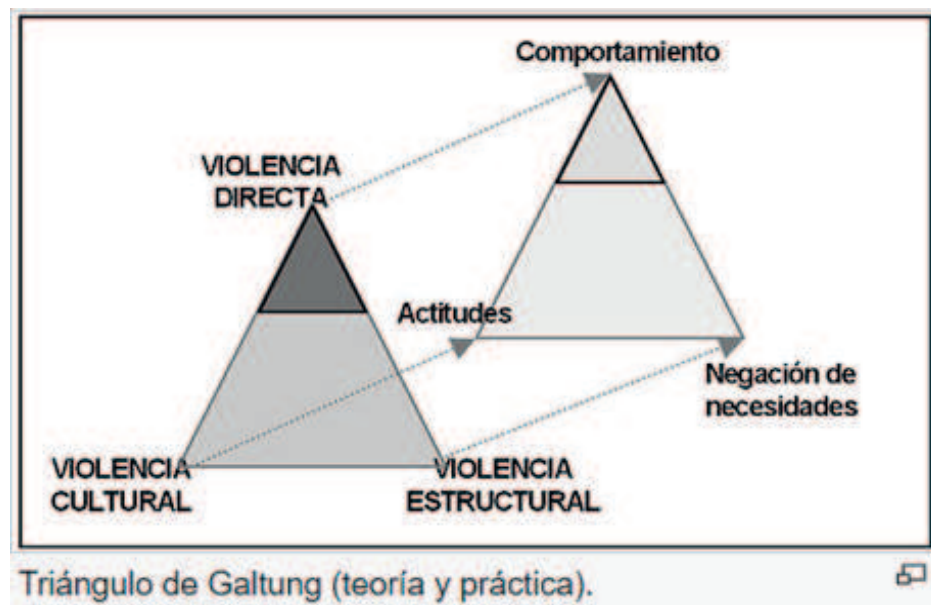 Comportamiento
VIOLENCIA
DIRECTA
Actitudes
Negación de
necesidades
VIOLENCIA
CULTURAL
VIOLENCIA
ESTRUCTURAL
Triángulo de Galtung (teoría y práctica).